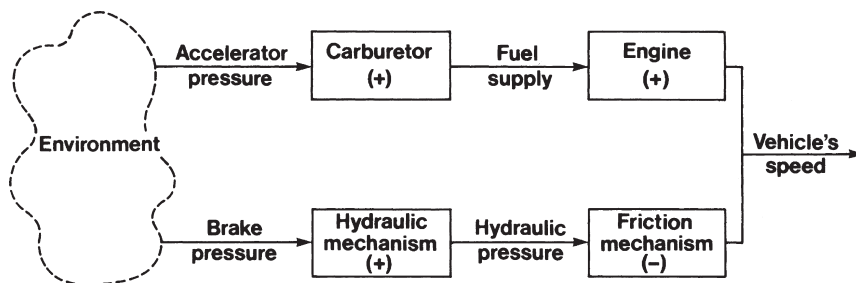 Environment
Accelerator
pressure
Carburetor
(+)
Fuel
supply
Engine
(+)
Vehicle's
speed
Brake
pressure
Hydraulic
mechanism
(+)
Hydraulic
pressure
Friction
mechanism
(−)